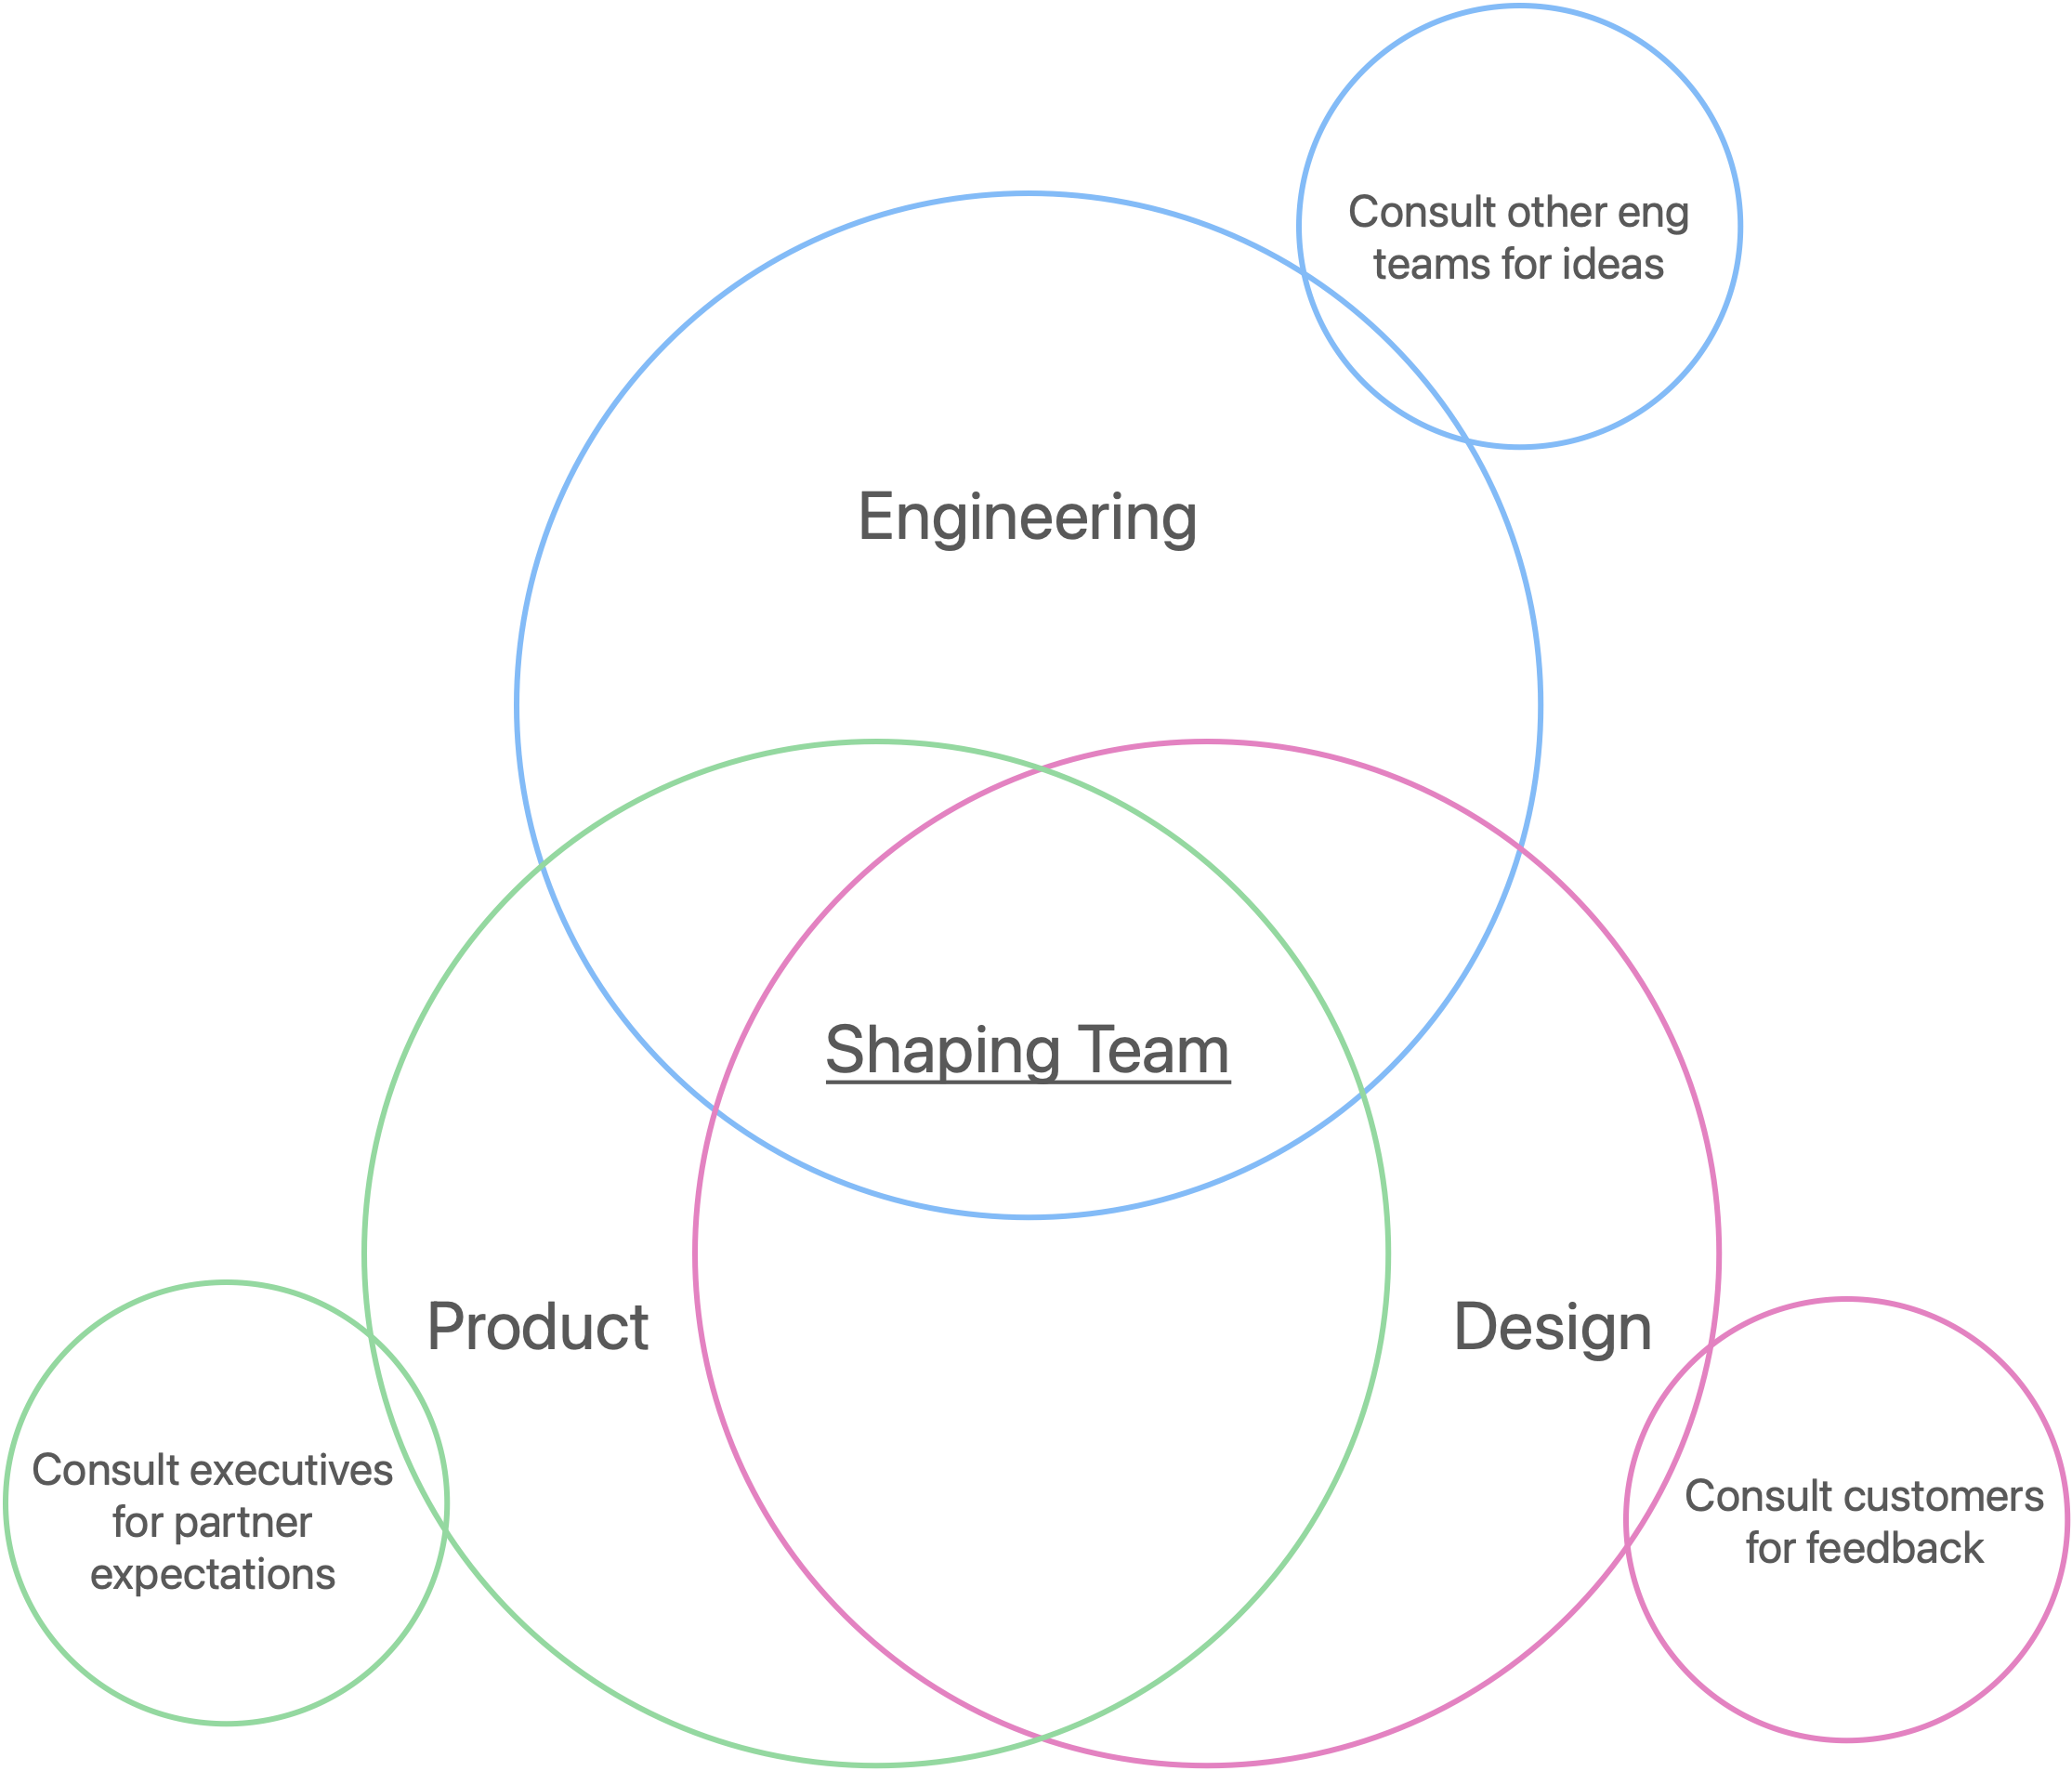 Consult other eng
teams for ideas
Engineering
Shaping Team
Product
Design
Consult executives
for partner
expectations
Consult customers
for feedback